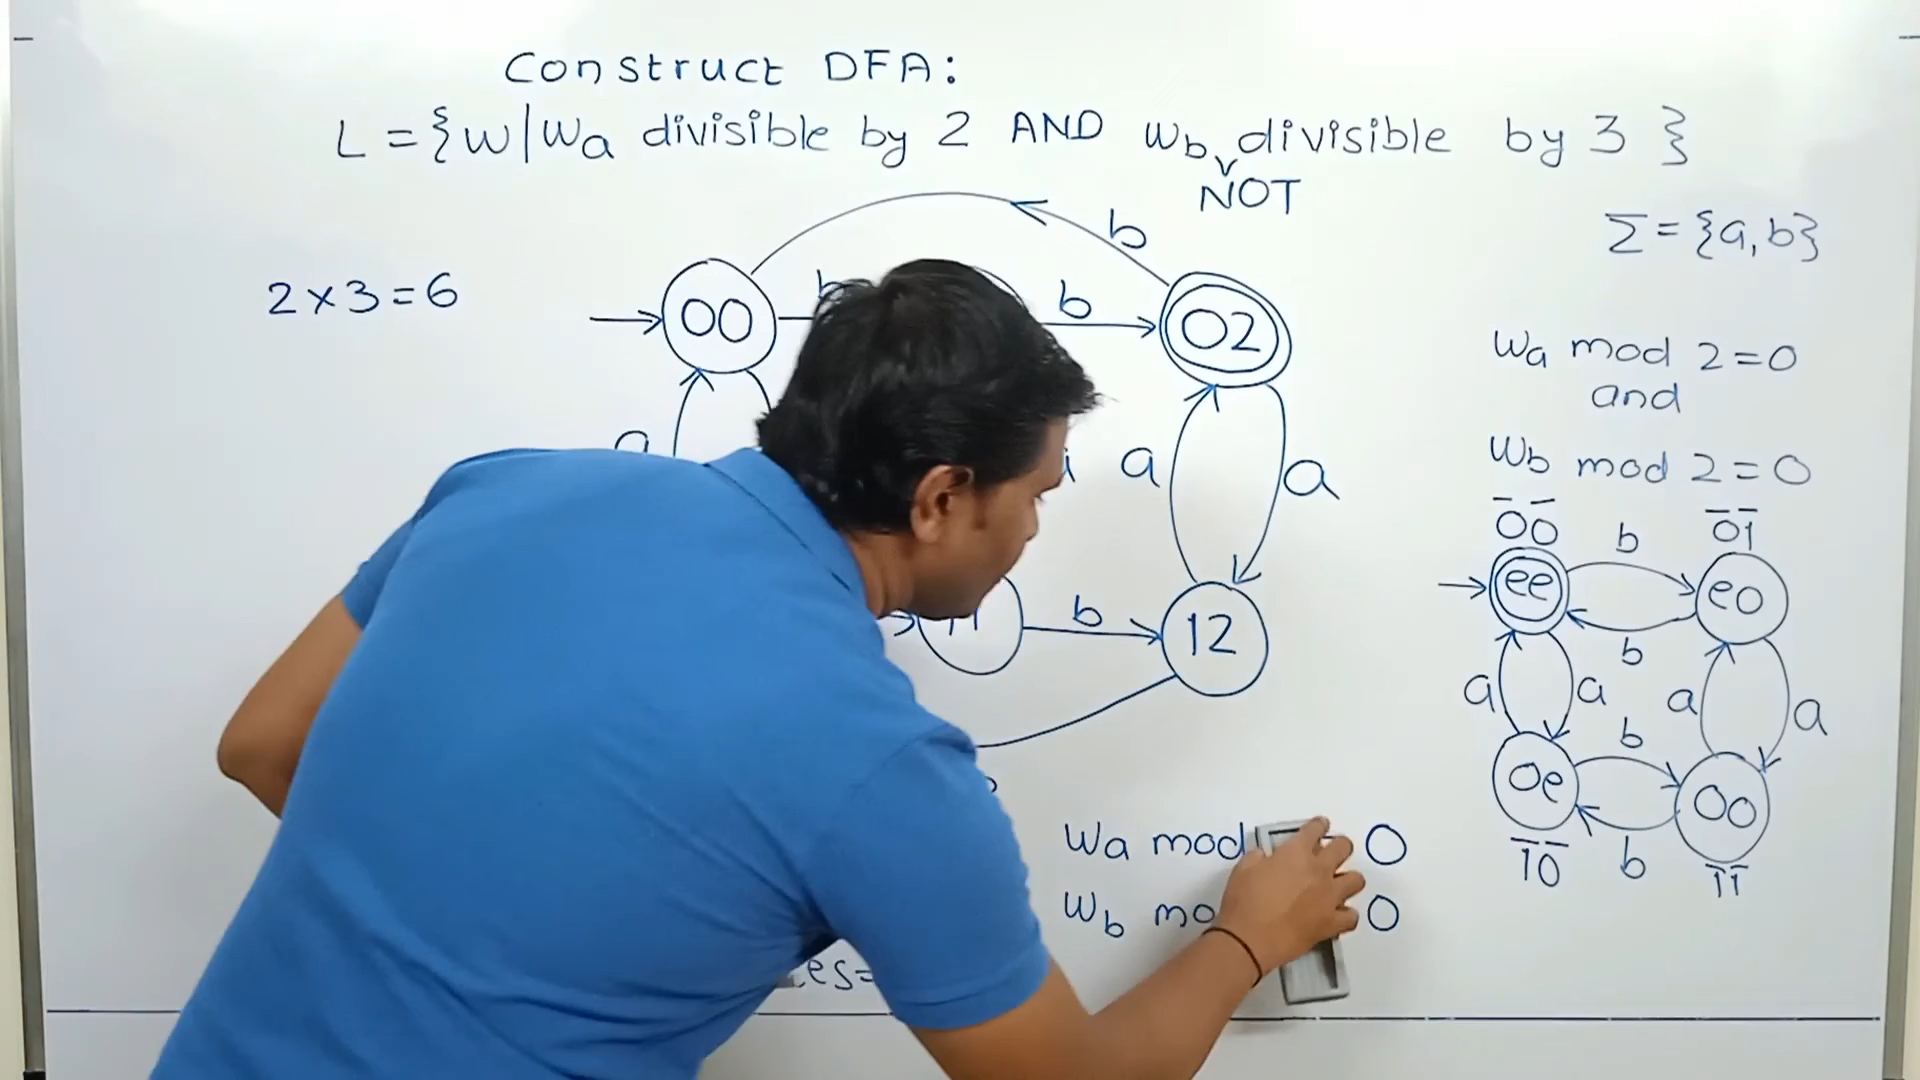 Construct DFA:
L = {w | wa divisible by 2 AND wb divisible by 3 }
NOT
Σ = {a, b}
2 x 3 = 6
b
00
b
02
a
a
a
b
12
wa mod 0
wb 0
wa mod 2 = 0
and
wb mod 2 = 0
00
01
b
ee
eo
b
a
a
a
a
b
oe
oo
10
b
11